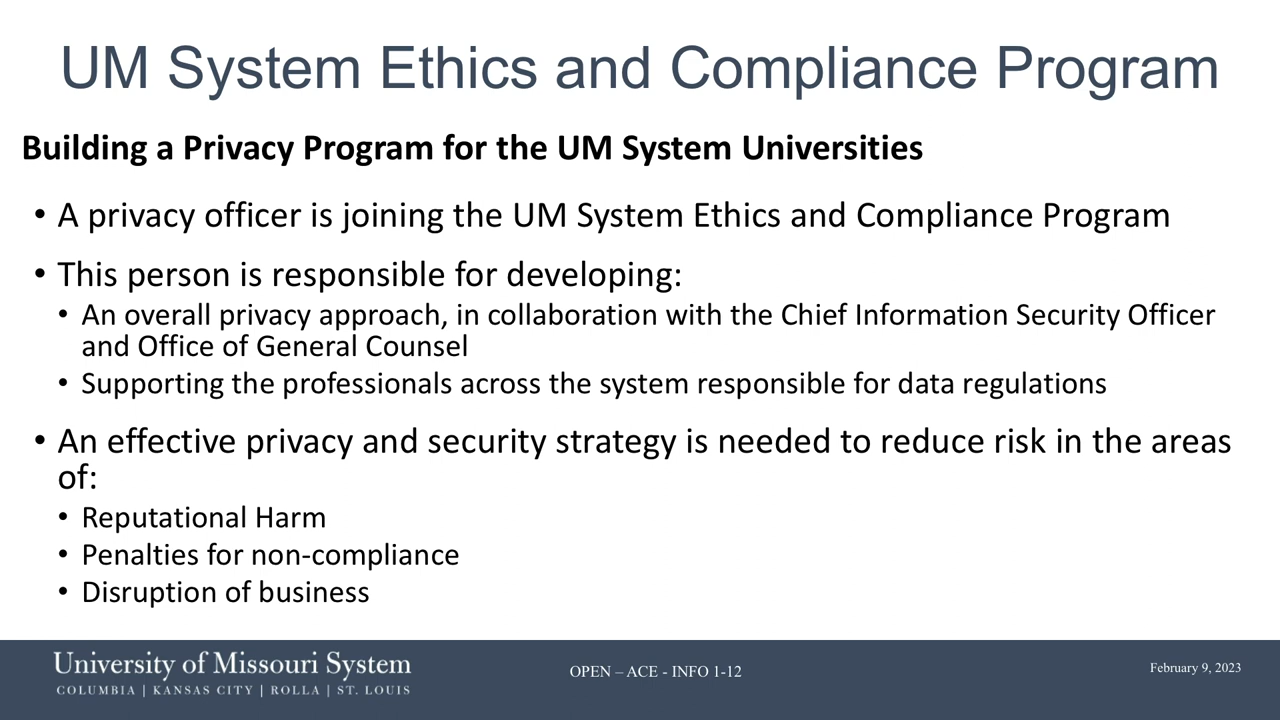 UM System Ethics and Compliance Program
Building a Privacy Program for the UM System Universities
• A privacy officer is joining the UM System Ethics and Compliance Program
• This person is responsible for developing:
• An overall privacy approach, in collaboration with the Chief Information Security Officer
and Office of General Counsel
• Supporting the professionals across the system responsible for data regulations
• An effective privacy and security strategy is needed to reduce risk in the areas
of:
• Reputational Harm
• Penalties for non-compliance
• Disruption of business
University of Missouri System
COLUMBIA | KANSAS CITY | ROLLA | ST. LOUIS
OPEN – ACE - INFO 1-12
February 9, 2023